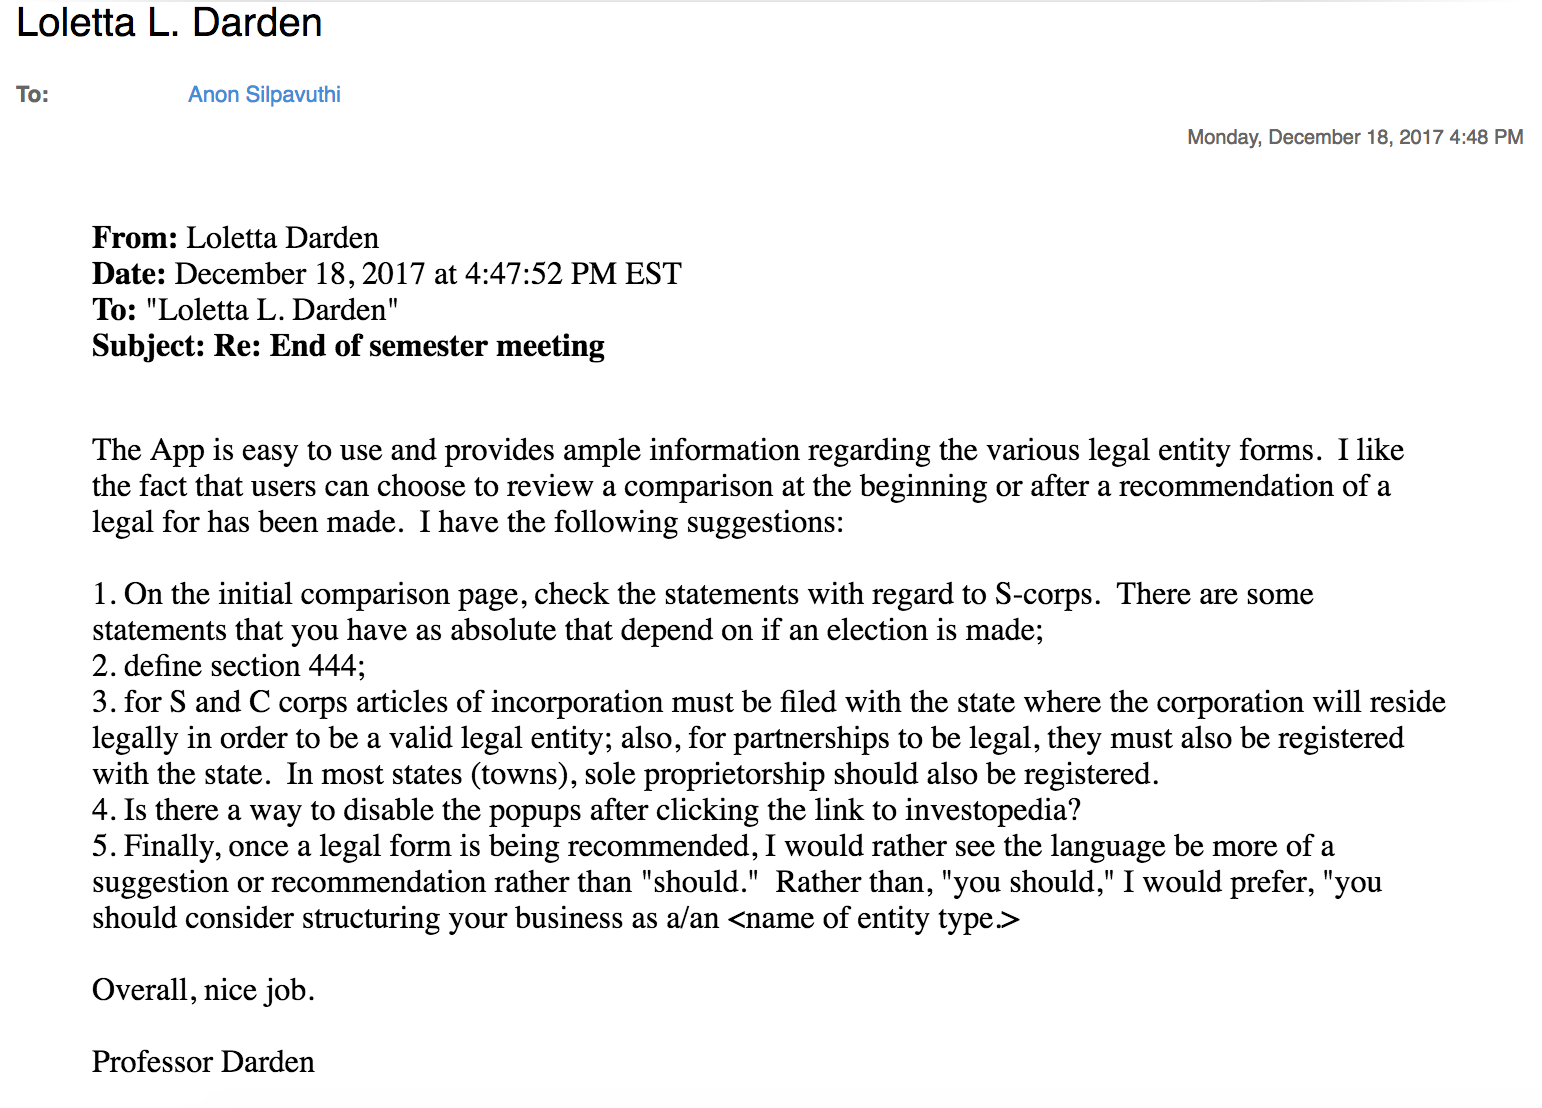 Loletta L. Darden
To: Anon Silpavuthi
Monday, December 18, 2017 4:48 PM
From: Loletta Darden
Date: December 18, 2017 at 4:47:52 PM EST
To: "Loletta L. Darden"
Subject: Re: End of semester meeting
The App is easy to use and provides ample information regarding the various legal entity forms.  I like
the fact that users can choose to review a comparison at the beginning or after a recommendation of a
legal for has been made.  I have the following suggestions:
1. On the initial comparison page, check the statements with regard to S-corps.  There are some
statements that you have as absolute that depend on if an election is made;
2. define section 444;
3. for S and C corps articles of incorporation must be filed with the state where the corporation will reside
legally in order to be a valid legal entity; also, for partnerships to be legal, they must also be registered
with the state.  In most states (towns), sole proprietorship should also be registered.
4. Is there a way to disable the popups after clicking the link to investopedia?
5. Finally, once a legal form is being recommended, I would rather see the language be more of a
suggestion or recommendation rather than "should."  Rather than, "you should," I would prefer, "you
should consider structuring your business as a/an <name of entity type.>
Overall, nice job.
Professor Darden